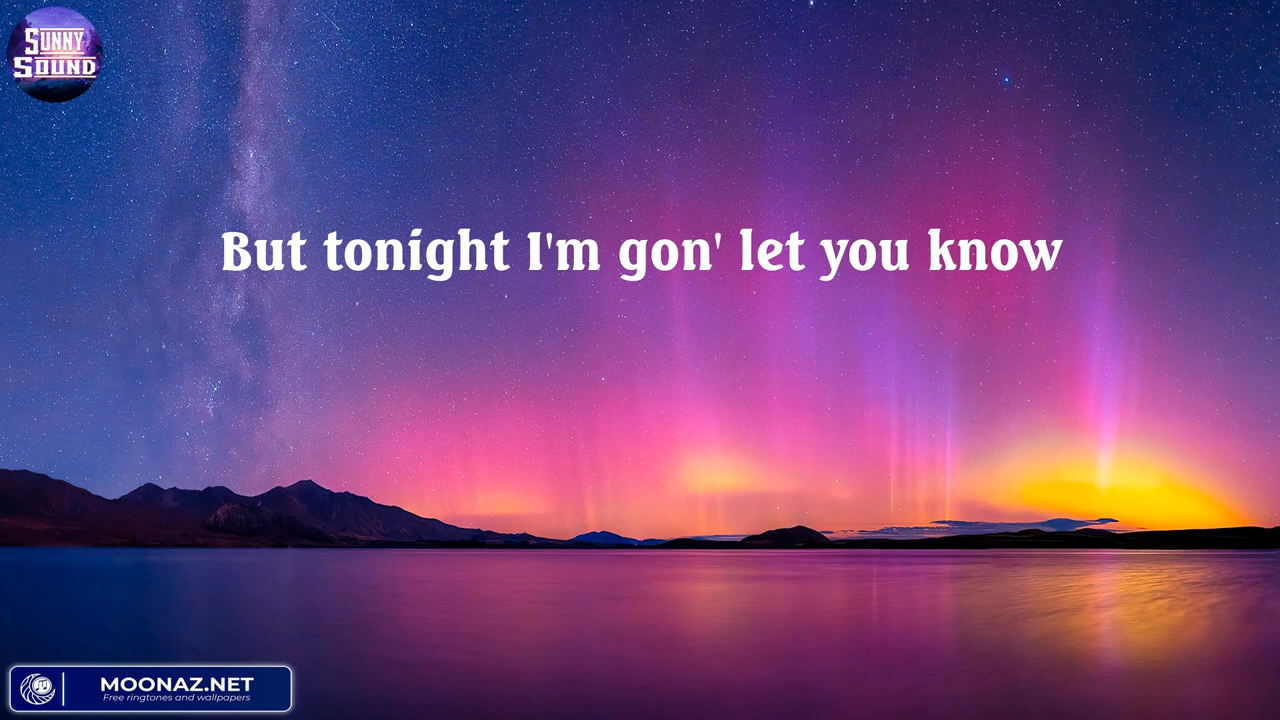 SUNNY
SOUND
But tonight I'm gon' let you know
MOONAZ.NET
Free ringtones and wallpapers